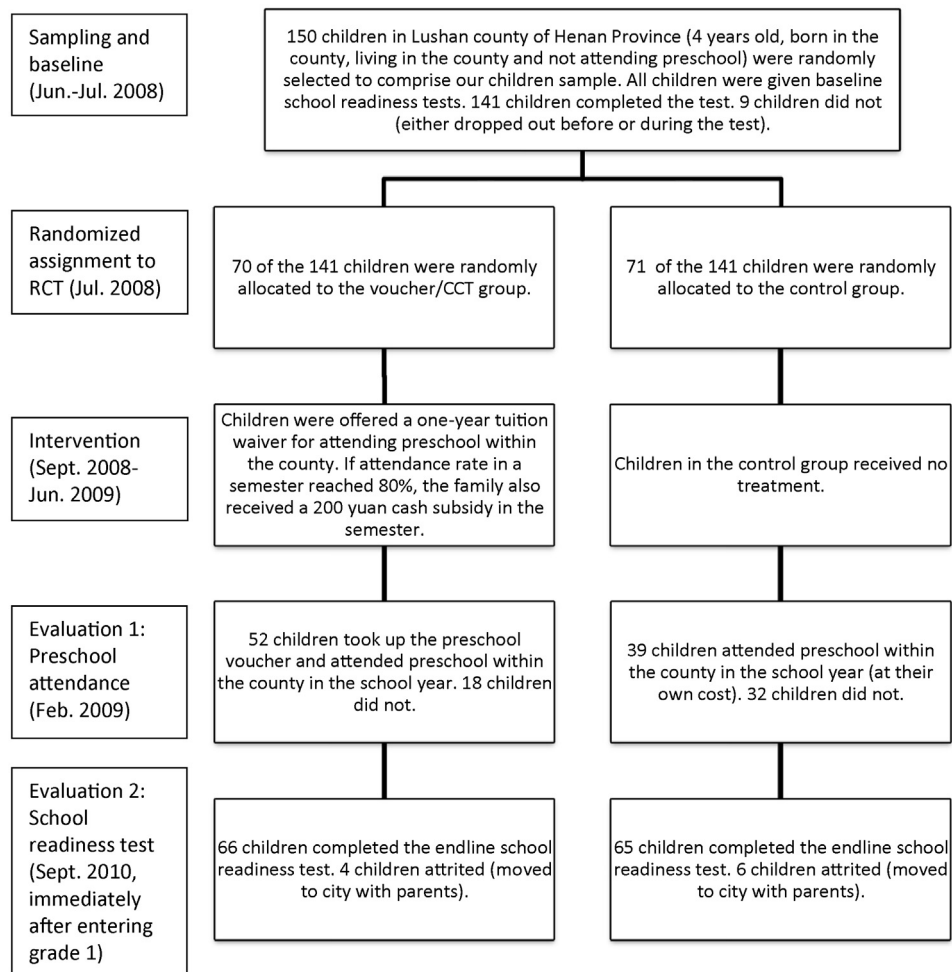 Sampling and
baseline
(Jun.-Jul. 2008)
150 children in Lushan county of Henan Province (4 years old, born in the
county, living in the county and not attending preschool) were randomly
selected to comprise our children sample. All children were given baseline
school readiness tests. 141 children completed the test. 9 children did not
(either dropped out before or during the test).
Randomized
assignment to
RCT (Jul. 2008)
70 of the 141 children were randomly
allocated to the voucher/CCT group.
71 of the 141 children were randomly
allocated to the control group.
Intervention
(Sept. 2008-
Jun. 2009)
Children were offered a one-year tuition
waiver for attending preschool within
the county. If attendance rate in a
semester reached 80%, the family also
received a 200 yuan cash subsidy in the
semester.
Children in the control group received no
treatment.
Evaluation 1:
Preschool
attendance
(Feb. 2009)
52 children took up the preschool
voucher and attended preschool within
the county in the school year. 18 children
did not.
39 children attended preschool within
the county in the school year (at their
own cost). 32 children did not.
Evaluation 2:
School
readiness test
(Sept. 2010,
immediately
after entering
grade 1)
66 children completed the endline school
readiness test. 4 children attrited (moved
to city with parents).
65 children completed the endline school
readiness test. 6 children attrited (moved
to city with parents).